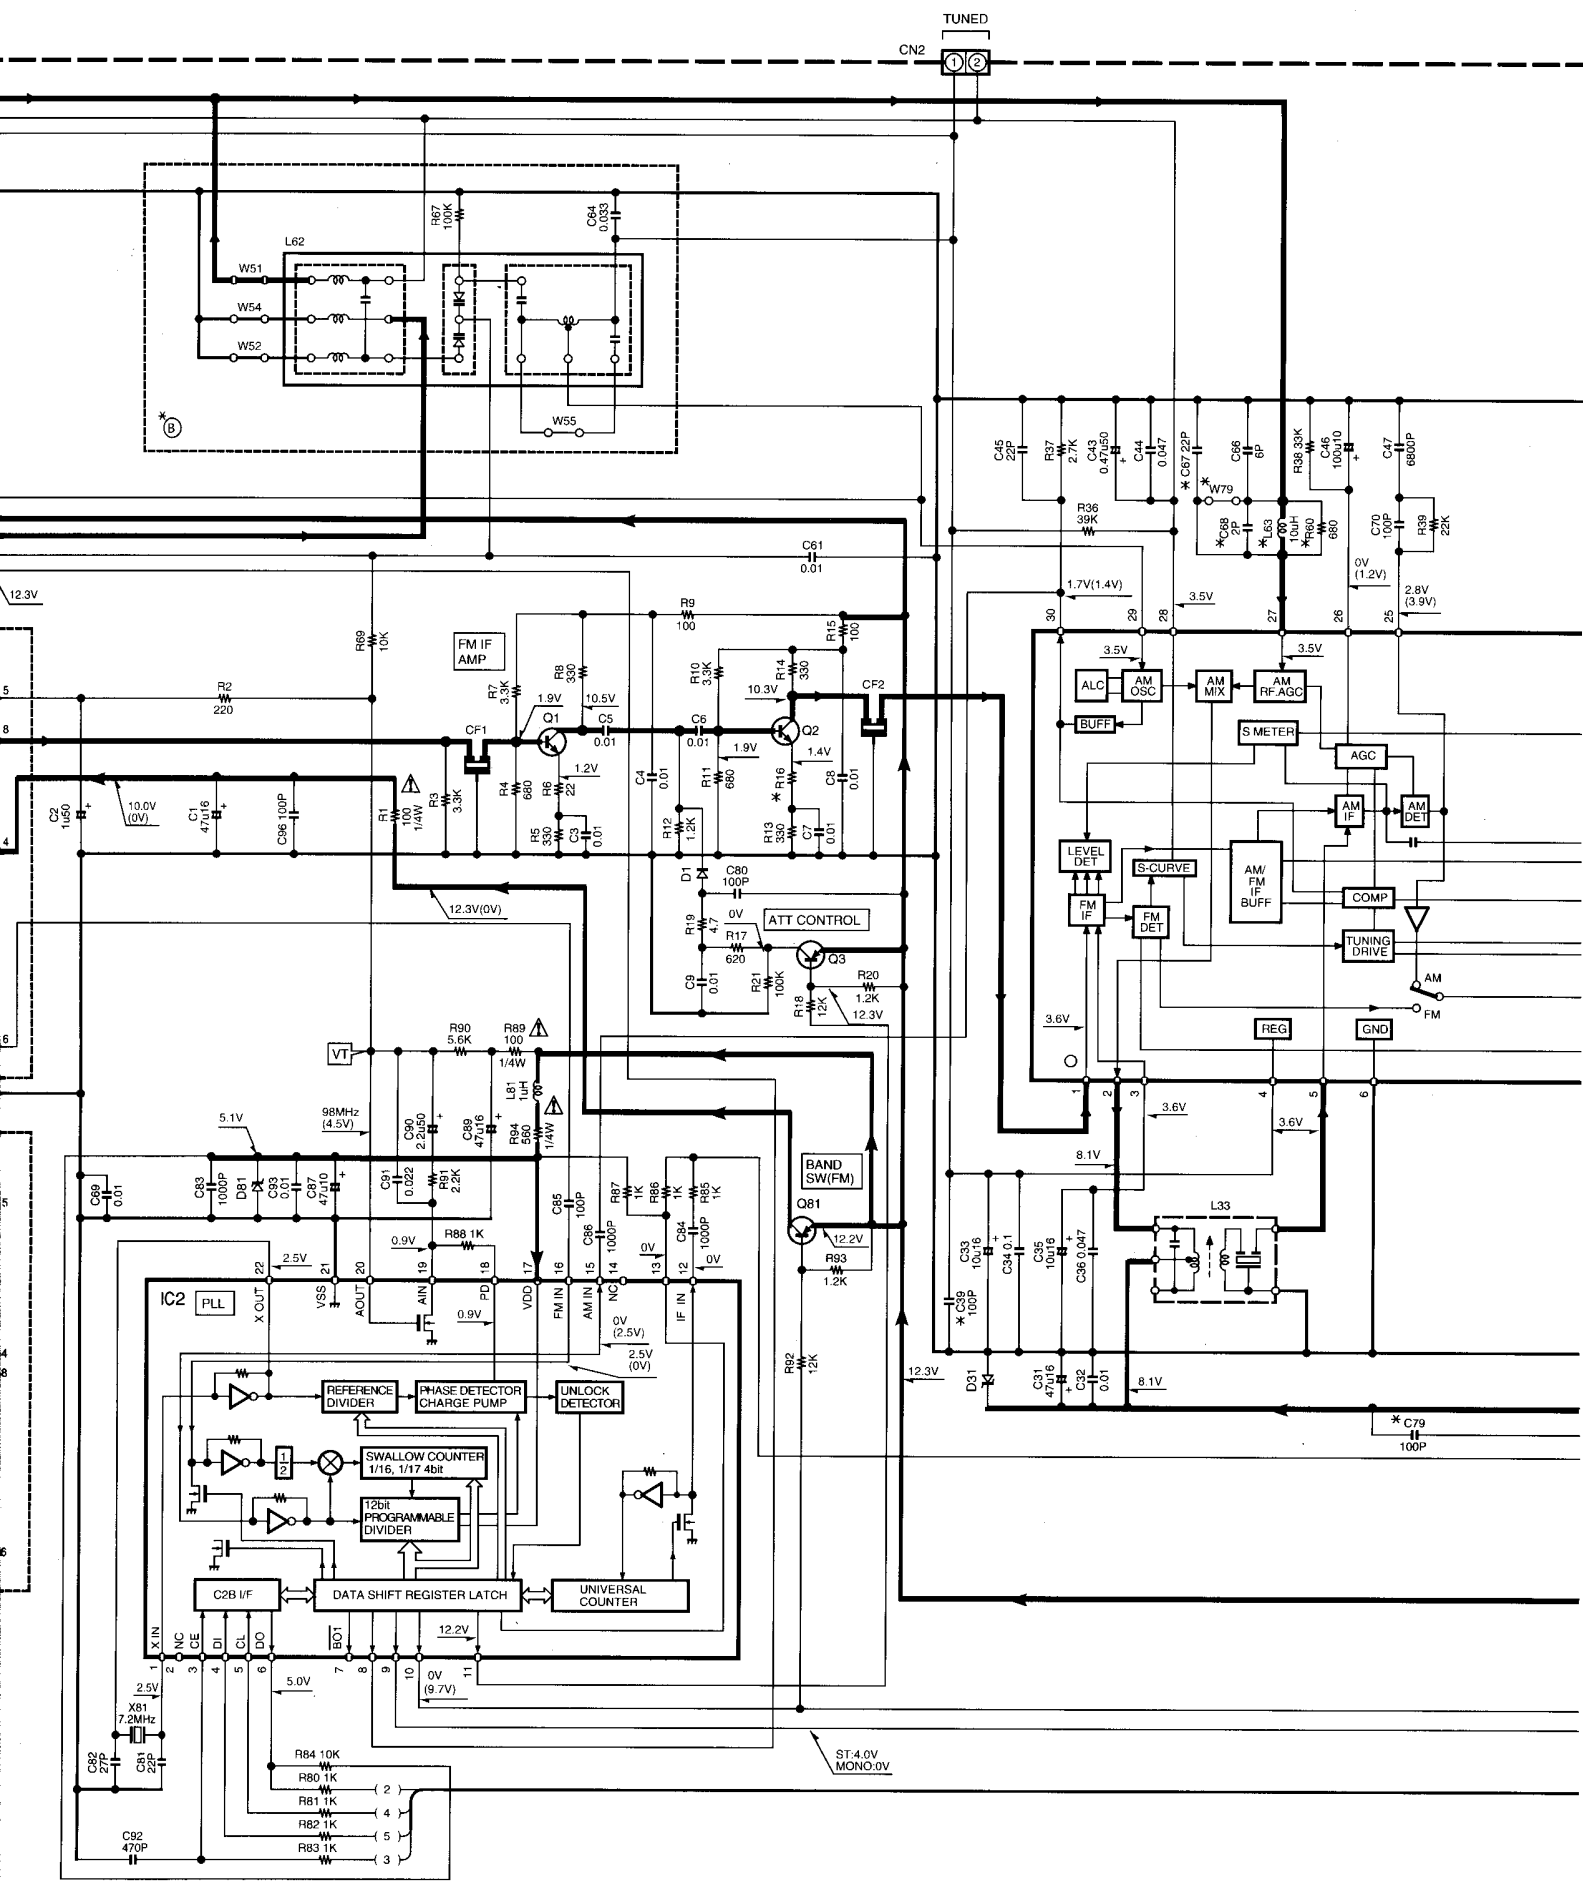 TUNED
CN2
1 2
L62
R67
100K
C64
0.033
W51
W54
W52
W55
*
B
C45
22P
R37
2.7K
C43
0.47u50
+
C44
0.047
* C67 22P
C66
6P
R38 33K
C46
100u10
+
C47
6800P
*
W79
R36
39K
*C68
2P
*L63
10uH
*R60
680
C70
100P
R39
22K
C61
0.01
12.3V
1.7V(1.4V)
3.5V
0V
(1.2V)
2.8V
(3.9V)
30
29
28
27
26
25
R69
10K
FM IF
AMP
R9
100
R15
100
R7
3.3K
R8
330
R10
3.3K
R14
330
5
R2
220
1.9V
10.5V
10.3V
CF2
8
CF1
Q1
C5
0.01
C6
0.01
Q2
1.9V
1.4V
1.2V
10.0V
(0V)
C2
1u50
+
C1
47u16
+
C96 100P
R1
100
1/4W
R3
3.3K
R4
680
R6
22
R5
330
C3
0.01
C4
0.01
R12
1.2K
R11
680
*
R16
R13
330
C7
0.01
C8
0.01
4
3.5V
3.5V
ALC
AM
OSC
AM
MIX
AM
RF.AGC
BUFF
S METER
AGC
AM
IF
AM
DET
LEVEL
DET
S-CURVE
AM/
FM
IF
BUFF
FM
IF
FM
DET
COMP
TUNING
DRIVE
AM
FM
3.6V
REG
GND
12.3V(0V)
D1
C80
100P
R19
4.7
0V
ATT CONTROL
R17
620
Q3
C9
0.01
R21
100K
R18
12K
R20
1.2K
12.3V
6
VT
R90
5.6K
R89
100
1/4W
L81
1uH
R94
560
1/4W
1
2
3
4
5
6
3.6V
3.6V
8.1V
98MHz
(4.5V)
5.1V
C90
2.2u50
+
C89
47u16
+
C69
0.01
C83
1000P
D81
C93
0.01
C87
47u10
+
C91
0.022
R91
2.2K
R87
1K
R86
1K
R85
1K
C85
100P
C86
1000P
C84
1000P
BAND
SW(FM)
Q81
12.2V
R93
1.2K
L33
C33
10u16
+
C34 0.1
C35
10u16
+
C36 0.047
5
2.5V
0.9V
R88 1K
0V
0V
22
21
20
19
18
17
16
15
14
13
12
IC2
PLL
X OUT
VSS
AOUT
AIN
PD
VDD
FM IN
AM IN
NC
IF IN
0.9V
0V
(2.5V)
2.5V
(0V)
C39
* 100P
R92
12K
12.3V
D31
C31
47u16
+
C32
0.01
8.1V
*
C79
100P
4
8
REFERENCE
DIVIDER
PHASE DETECTOR
CHARGE PUMP
UNLOCK
DETECTOR
1
2
SWALLOW COUNTER
1/16, 1/17 4bit
12bit
PROGRAMMABLE
DIVIDER
6
C2B I/F
DATA SHIFT REGISTER LATCH
UNIVERSAL
COUNTER
X IN
NC
CE
DI
CL
DO
BO1
12.2V
1
2
3
4
5
6
7
8
9
10
11
2.5V
5.0V
0V
(9.7V)
X81
7.2MHz
C82
27P
C81
22P
ST:4.0V
MONO:0V
R84 10K
R80 1K
( 2 )
R81 1K
( 4 )
R82 1K
( 5 )
R83 1K
( 3 )
C92
470P